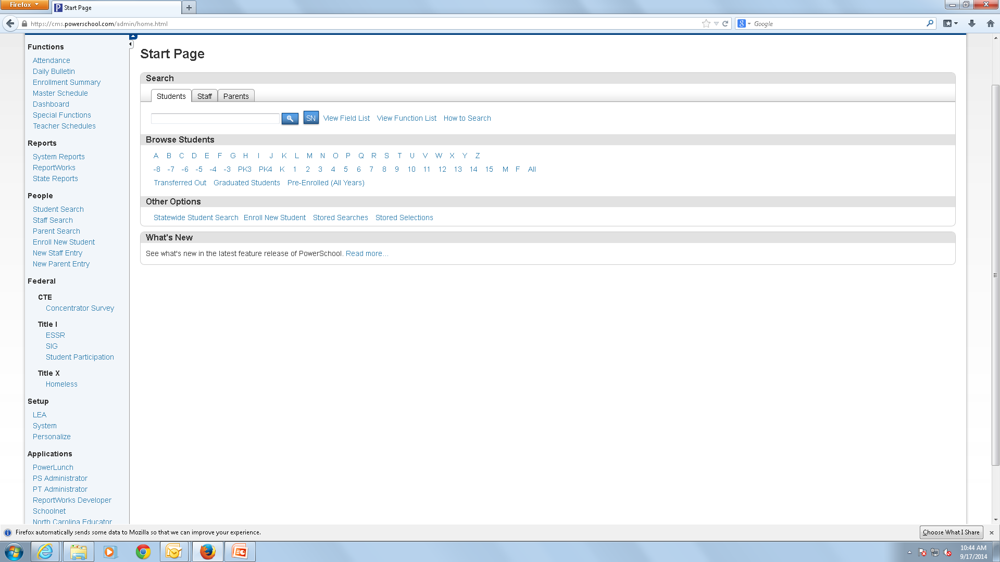 Firefox
Start Page
https://cms.powerschool.com/admin/home.html
Google
Functions
Attendance
Daily Bulletin
Enrollment Summary
Master Schedule
Dashboard
Special Functions
Teacher Schedules
Reports
System Reports
ReportWorks
State Reports
People
Student Search
Staff Search
Parent Search
Enroll New Student
New Staff Entry
New Parent Entry
Federal
CTE
Concentrator Survey
Title I
ESSR
SIG
Student Participation
Title X
Homeless
Setup
LEA
System
Personalize
Applications
PowerLunch
PS Administrator
PT Administrator
ReportWorks Developer
Schoolnet
North Carolina Educator
Start Page
Search
Students Staff Parents
SN View Field List View Function List How to Search
Browse Students
A B C D E F G H I J K L M N O P Q R S T U V W X Y Z
-8 -7 -6 -5 -4 -3 PK3 PK4 K 1 2 3 4 5 6 7 8 9 10 11 12 13 14 15 M F All
Transferred Out Graduated Students Pre-Enrolled (All Years)
Other Options
Statewide Student Search Enroll New Student Stored Searches Stored Selections
What's New
See what's new in the latest feature release of PowerSchool. Read more...
Firefox automatically sends some data to Mozilla so that we can improve your experience.
Choose What I Share
10:44 AM
9/17/2014